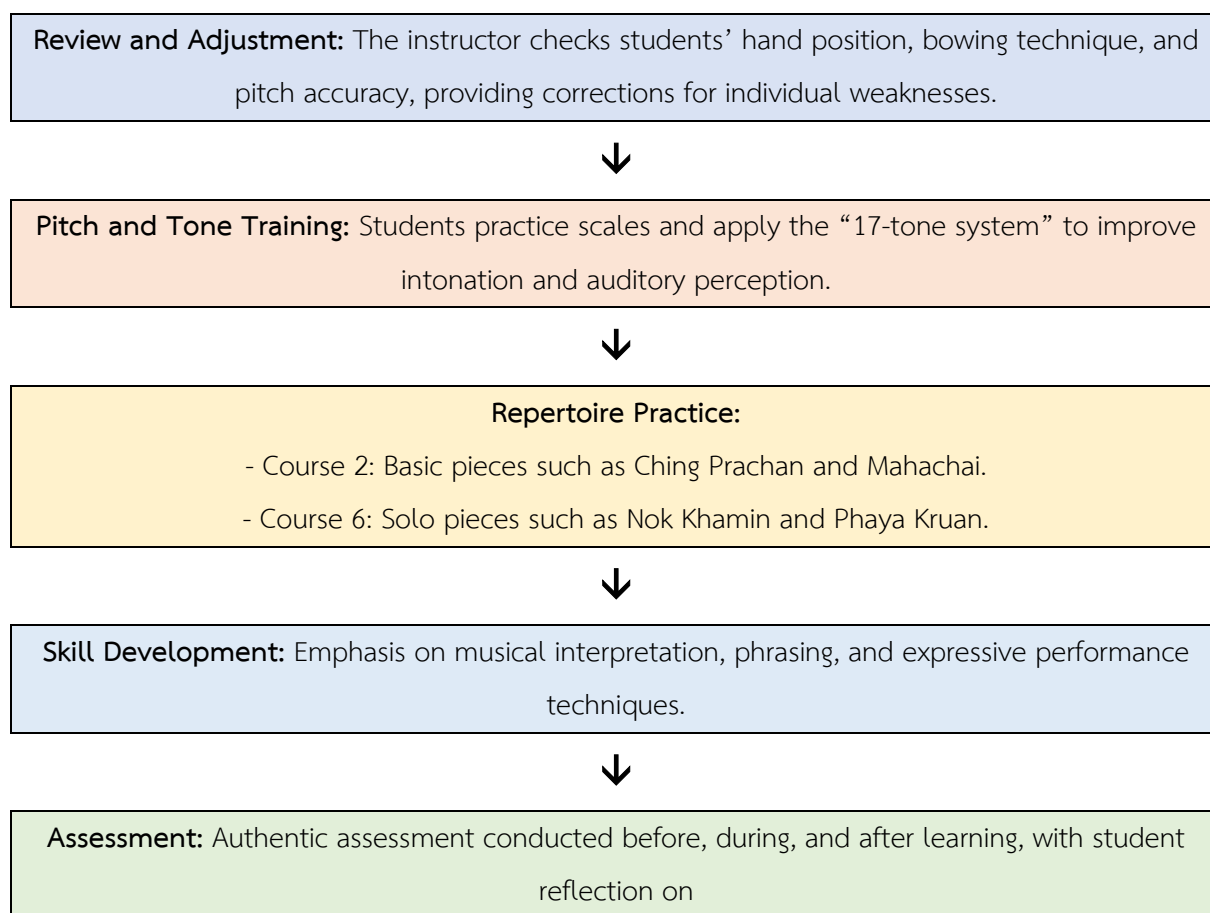 Review and Adjustment: The instructor checks students’ hand position, bowing technique, and
pitch accuracy, providing corrections for individual weaknesses.
Pitch and Tone Training: Students practice scales and apply the “17-tone system” to improve
intonation and auditory perception.
Repertoire Practice:
- Course 2: Basic pieces such as Ching Prachan and Mahachai.
- Course 6: Solo pieces such as Nok Khamin and Phaya Kruan.
Skill Development: Emphasis on musical interpretation, phrasing, and expressive performance
techniques.
Assessment: Authentic assessment conducted before, during, and after learning, with student
reflection on